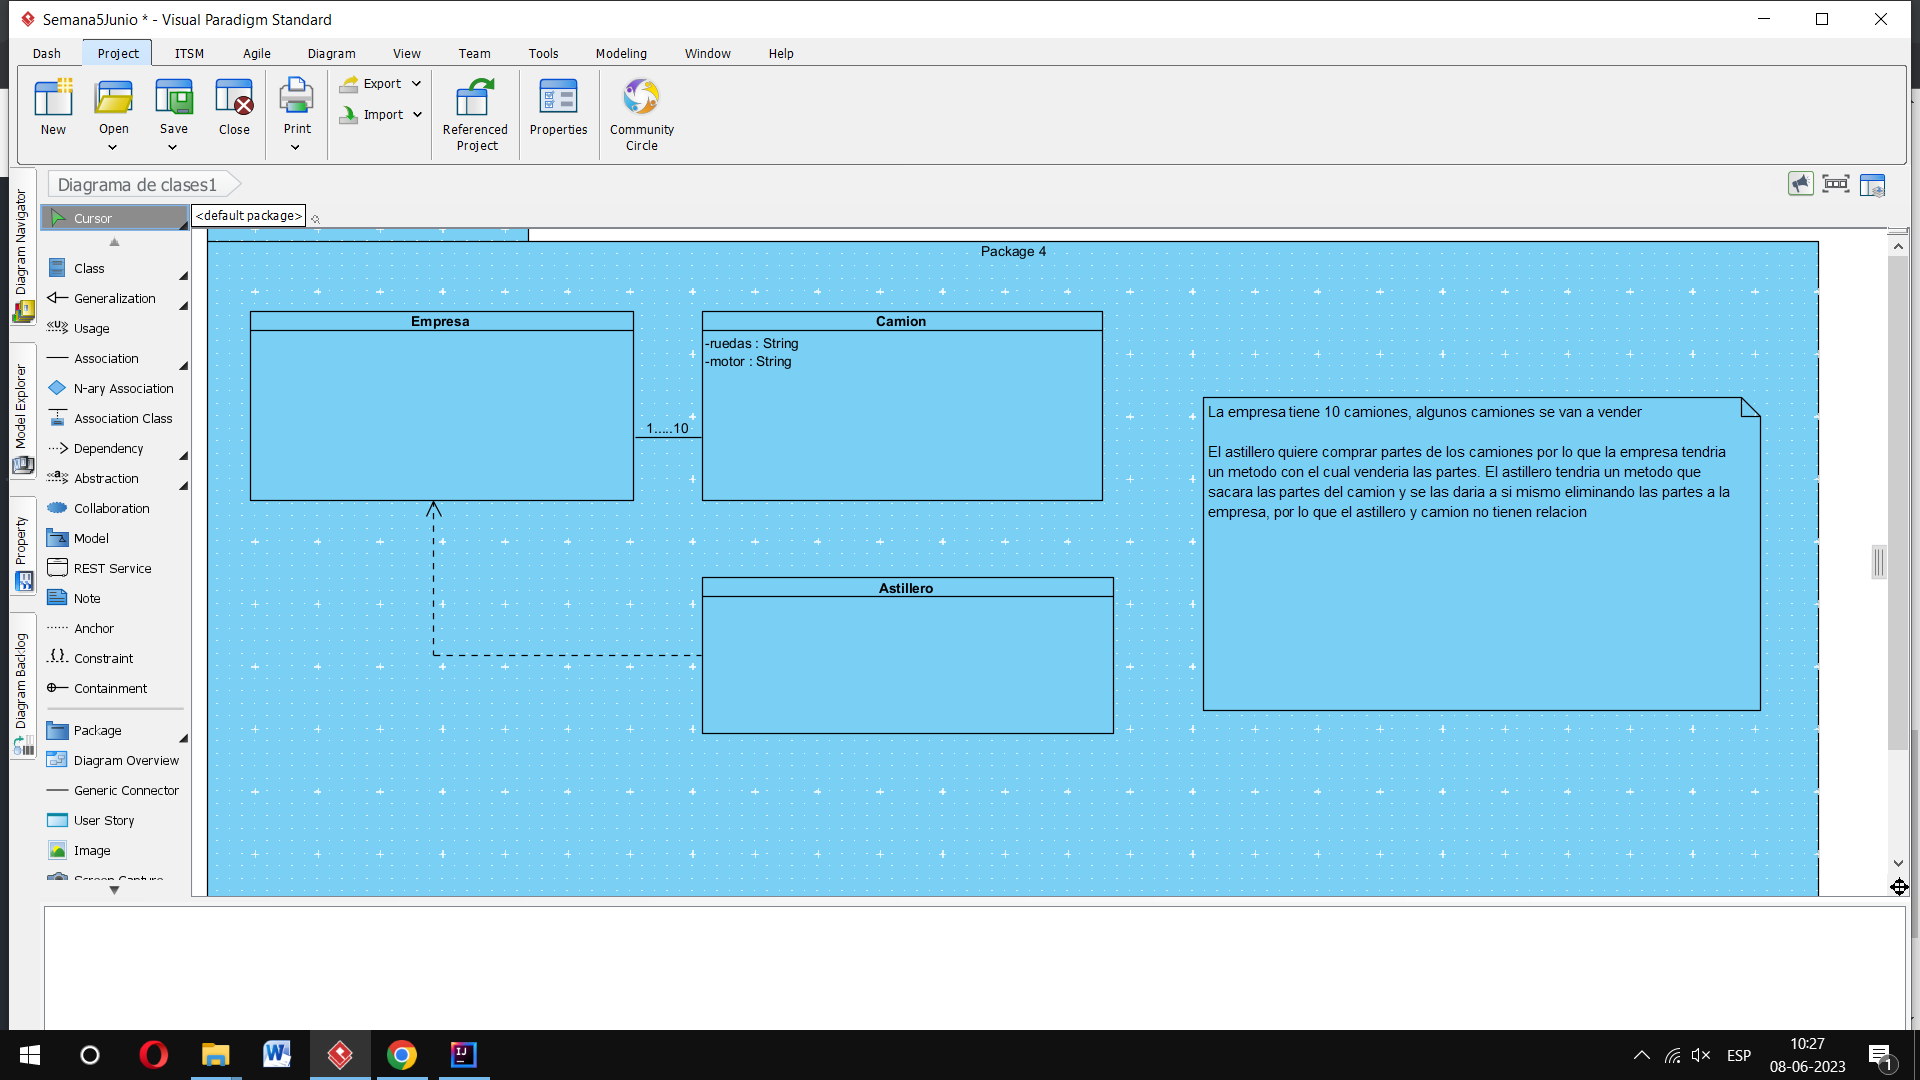 Semana5Junio * - Visual Paradigm Standard
Dash Project ITSM Agile Diagram View Team Tools Modeling Window Help
New
Open
Save
Close
Print
Export
Import
Referenced
Project
Properties
Community
Circle
Diagrama de clases1
Diagram Navigator
Model Explorer
Property
Diagram Backlog
Cursor
<default package>
Class
Generalization
Usage
Association
N-ary Association
Association Class
Dependency
Abstraction
Collaboration
Model
REST Service
Note
Anchor
Constraint
Containment
Package
Diagram Overview
Generic Connector
User Story
Image
Screen Capture
Package 4
Empresa
Camion
-ruedas : String
-motor : String
1.....10
Astillero
La empresa tiene 10 camiones, algunos camiones se van a vender
El astillero quiere comprar partes de los camiones por lo que la empresa tendria
un metodo con el cual venderia las partes. El astillero tendria un metodo que
sacara las partes del camion y se las daria a si mismo eliminando las partes a la
empresa, por lo que el astillero y camion no tienen relacion
ESP
10:27
08-06-2023
1